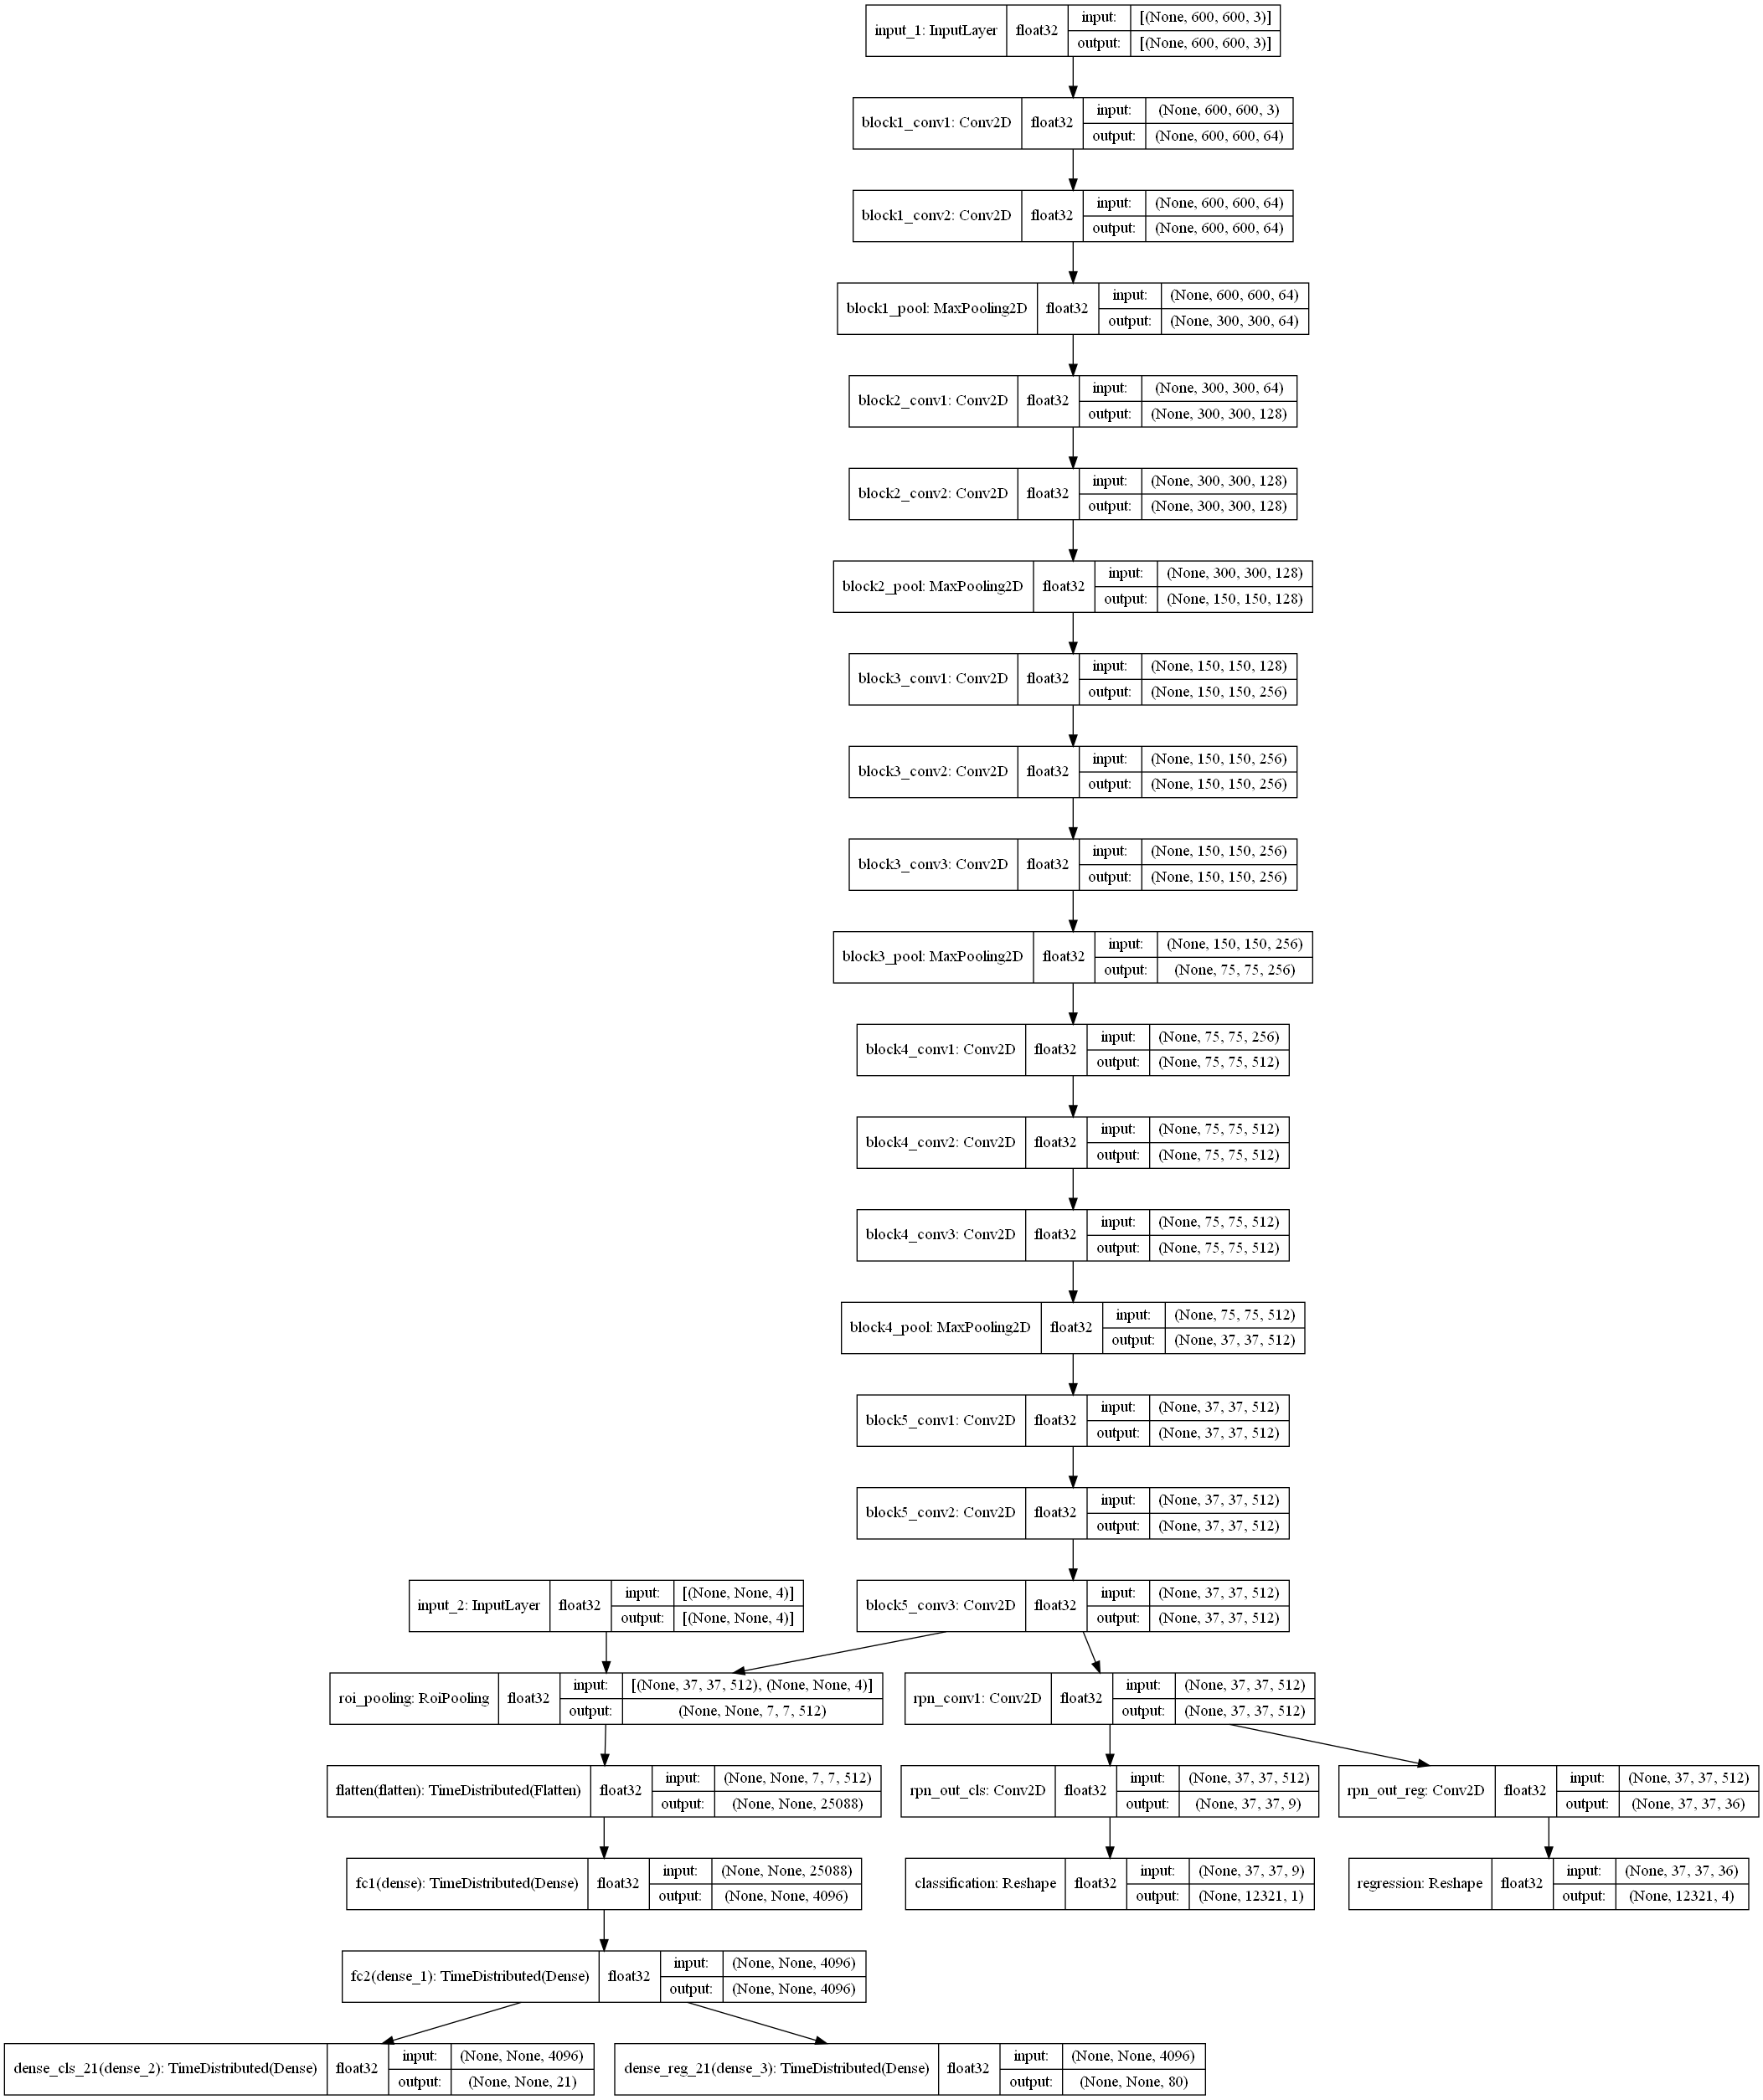 input_1: InputLayer float32 input: [(None, 600, 600, 3)]
output: [(None, 600, 600, 3)]
block1_conv1: Conv2D float32 input: (None, 600, 600, 3)
output: (None, 600, 600, 64)
block1_conv2: Conv2D float32 input: (None, 600, 600, 64)
output: (None, 600, 600, 64)
block1_pool: MaxPooling2D float32 input: (None, 600, 600, 64)
output: (None, 300, 300, 64)
block2_conv1: Conv2D float32 input: (None, 300, 300, 64)
output: (None, 300, 300, 128)
block2_conv2: Conv2D float32 input: (None, 300, 300, 128)
output: (None, 300, 300, 128)
block2_pool: MaxPooling2D float32 input: (None, 300, 300, 128)
output: (None, 150, 150, 128)
block3_conv1: Conv2D float32 input: (None, 150, 150, 128)
output: (None, 150, 150, 256)
block3_conv2: Conv2D float32 input: (None, 150, 150, 256)
output: (None, 150, 150, 256)
block3_conv3: Conv2D float32 input: (None, 150, 150, 256)
output: (None, 150, 150, 256)
block3_pool: MaxPooling2D float32 input: (None, 150, 150, 256)
output: (None, 75, 75, 256)
block4_conv1: Conv2D float32 input: (None, 75, 75, 256)
output: (None, 75, 75, 512)
block4_conv2: Conv2D float32 input: (None, 75, 75, 512)
output: (None, 75, 75, 512)
block4_conv3: Conv2D float32 input: (None, 75, 75, 512)
output: (None, 75, 75, 512)
block4_pool: MaxPooling2D float32 input: (None, 75, 75, 512)
output: (None, 37, 37, 512)
block5_conv1: Conv2D float32 input: (None, 37, 37, 512)
output: (None, 37, 37, 512)
block5_conv2: Conv2D float32 input: (None, 37, 37, 512)
output: (None, 37, 37, 512)
input_2: InputLayer float32 input: [(None, None, 4)]
output: [(None, None, 4)]
block5_conv3: Conv2D float32 input: (None, 37, 37, 512)
output: (None, 37, 37, 512)
roi_pooling: RoiPooling float32 input: [(None, 37, 37, 512), (None, None, 4)]
output: (None, None, 7, 7, 512)
rpn_conv1: Conv2D float32 input: (None, 37, 37, 512)
output: (None, 37, 37, 512)
flatten(flatten): TimeDistributed(Flatten) float32 input: (None, None, 7, 7, 512)
output: (None, None, 25088)
rpn_out_cls: Conv2D float32 input: (None, 37, 37, 512)
output: (None, 37, 37, 9)
rpn_out_reg: Conv2D float32 input: (None, 37, 37, 512)
output: (None, 37, 37, 36)
fc1(dense): TimeDistributed(Dense) float32 input: (None, None, 25088)
output: (None, None, 4096)
classification: Reshape float32 input: (None, 37, 37, 9)
output: (None, 12321, 1)
regression: Reshape float32 input: (None, 37, 37, 36)
output: (None, 12321, 4)
fc2(dense_1): TimeDistributed(Dense) float32 input: (None, None, 4096)
output: (None, None, 4096)
dense_cls_21(dense_2): TimeDistributed(Dense) float32 input: (None, None, 4096)
output: (None, None, 21)
dense_reg_21(dense_3): TimeDistributed(Dense) float32 input: (None, None, 4096)
output: (None, None, 80)